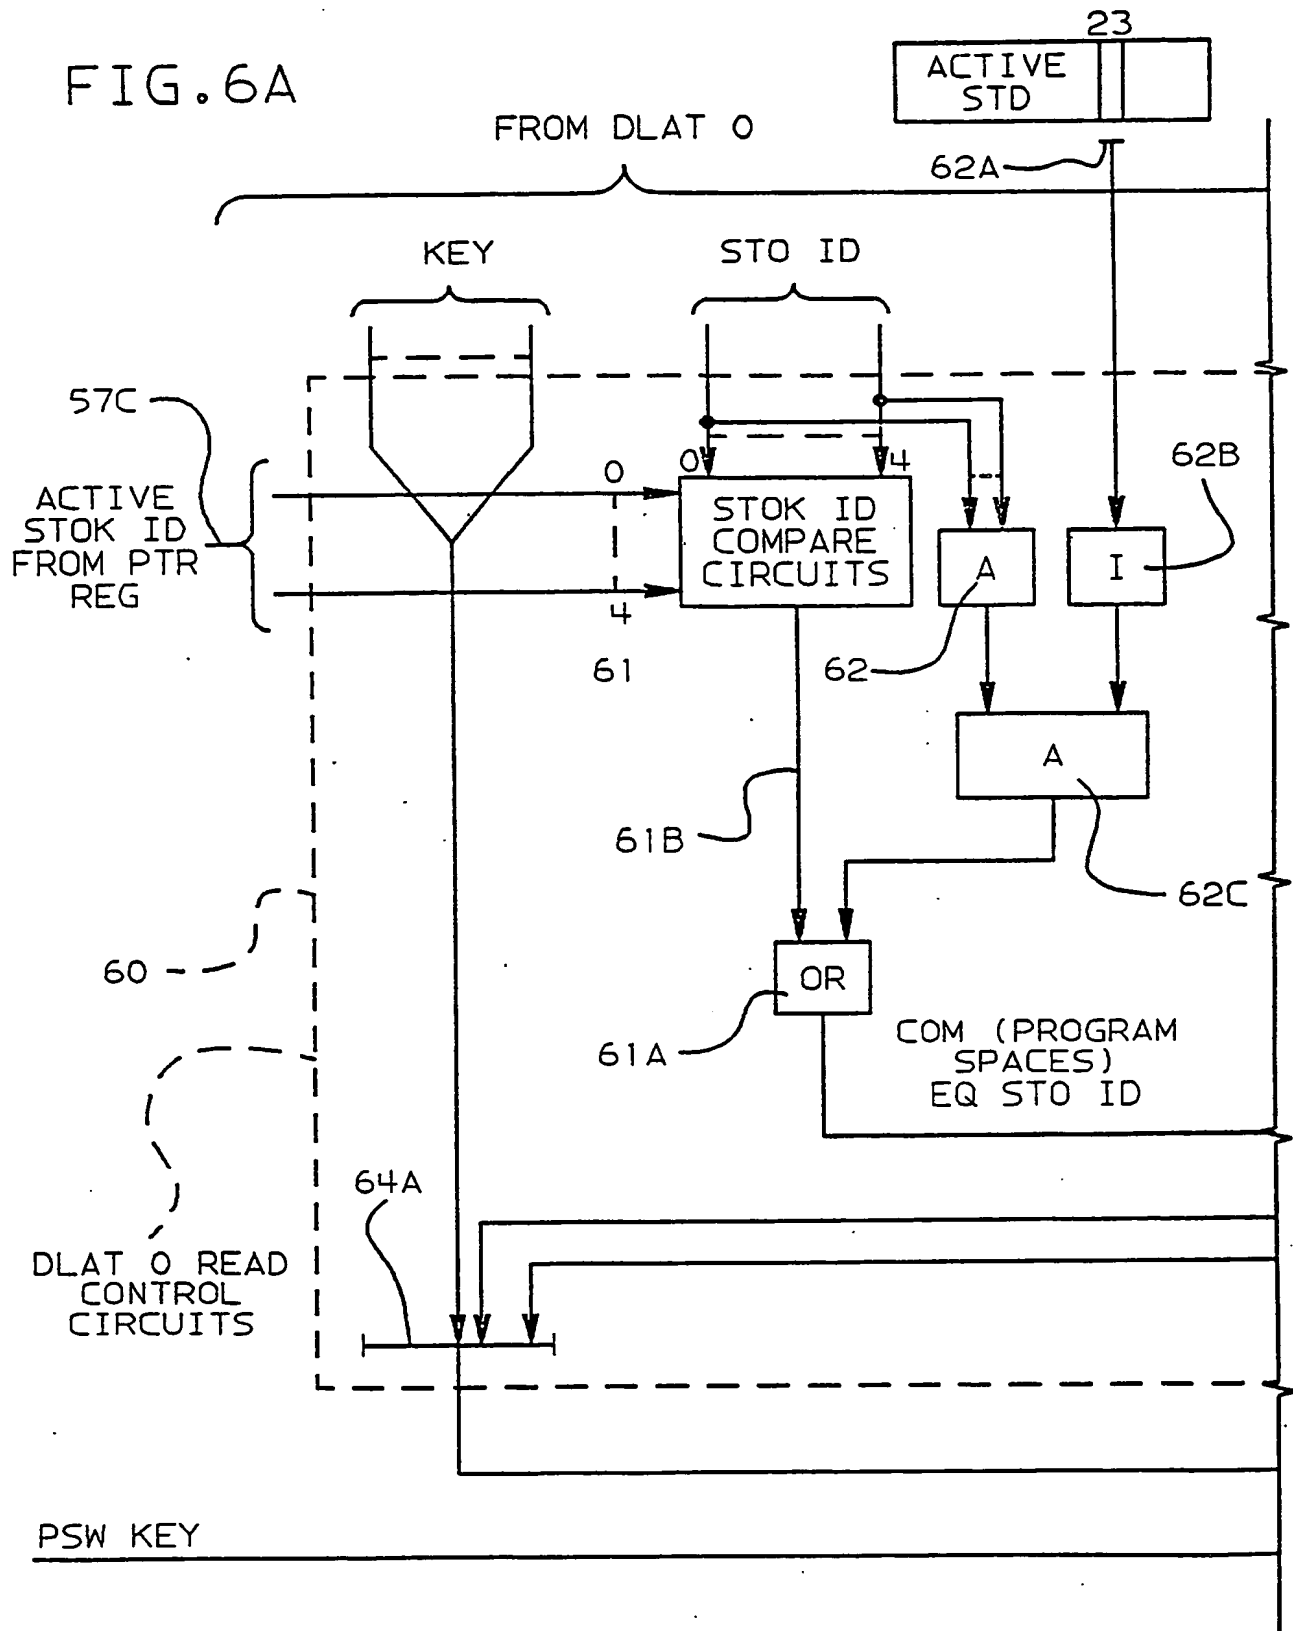 FIG.6A
23
ACTIVE
STD
FROM DLAT 0
62A
KEY
STO ID
57C
0
4
62B
0
ACTIVE
STOK ID
FROM PTR
REG
STOK ID
COMPARE
CIRCUITS
A
I
4
61
62
A
61B
62C
60
OR
61A
COM (PROGRAM
SPACES)
EQ STO ID
64A
DLAT 0 READ
CONTROL
CIRCUITS
PSW KEY